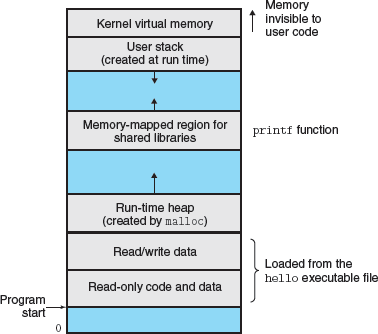 Kernel virtual memory
Memory
invisible to
user code
User stack
(created at run time)
Memory-mapped region for
shared libraries
printf function
Run-time heap
(created by malloc)
Read/write data
Read-only code and data
Loaded from the
hello executable file
Program
start
0